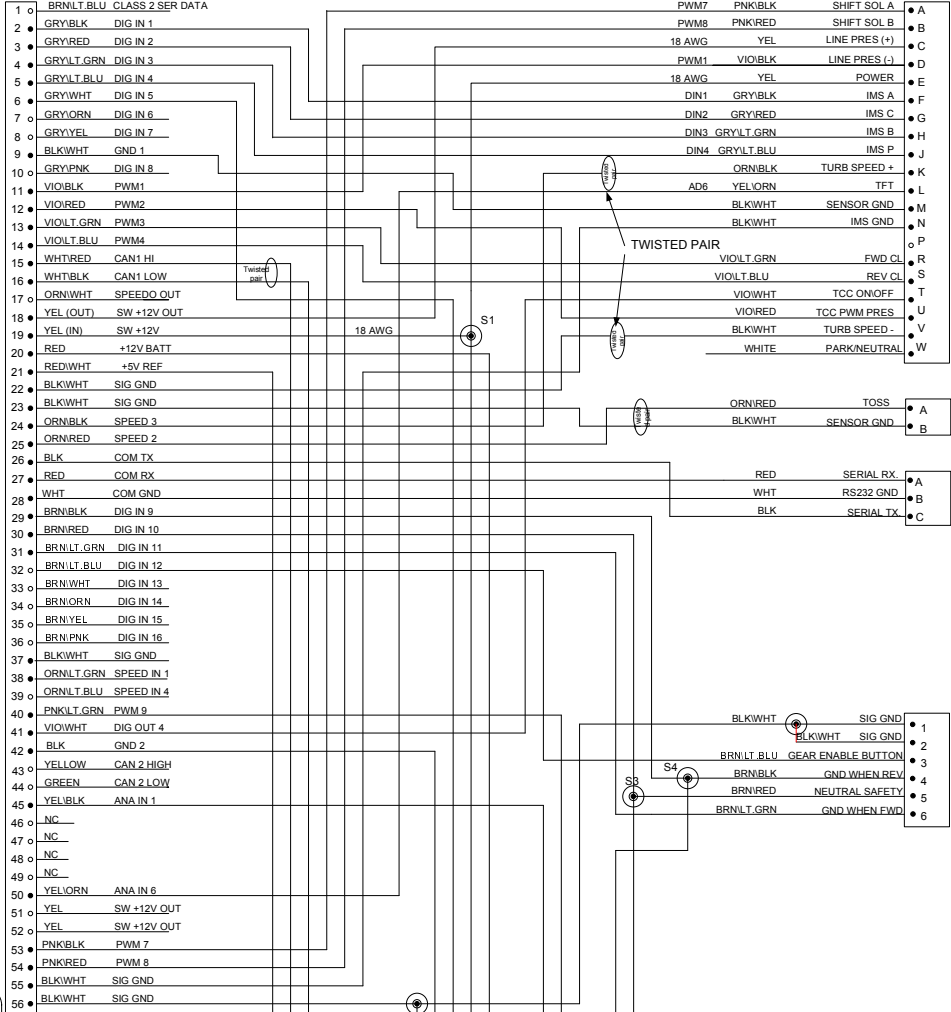 1 BRN\LT.BLU CLASS 2 SER DATA
2 GRY\BLK DIG IN 1
3 GRY\RED DIG IN 2
4 GRY\LT.GRN DIG IN 3
5 GRY\LT.BLU DIG IN 4
6 GRY\WHT DIG IN 5
7 GRY\ORN DIG IN 6
8 GRY\YEL DIG IN 7
9 BLK\WHT GND 1
10 GRY\PNK DIG IN 8
11 VIO\BLK PWM1
12 VIO\RED PWM2
13 VIO\LT.GRN PWM3
14 VIO\LT.BLU PWM4
15 WHT\RED CAN1 HI
16 WHT\BLK CAN1 LOW
17 ORN\WHT SPEEDO OUT
18 YEL (OUT) SW +12V OUT
19 YEL (IN) SW +12V 18 AWG
20 RED +12V BATT
21 RED\WHT +5V REF
22 BLK\WHT SIG GND
23 BLK\WHT SIG GND
24 ORN\BLK SPEED 3
25 ORN\RED SPEED 2
26 BLK COM TX
27 RED COM RX
28 WHT COM GND
29 BRN\BLK DIG IN 9
30 BRN\RED DIG IN 10
31 BRN\LT.GRN DIG IN 11
32 BRN\LT.BLU DIG IN 12
33 BRN\WHT DIG IN 13
34 BRN\ORN DIG IN 14
35 BRN\YEL DIG IN 15
36 BRN\PNK DIG IN 16
37 BLK\WHT SIG GND
38 ORN\LT.GRN SPEED IN 1
39 ORN\LT.BLU SPEED IN 4
40 PNK\LT.GRN PWM 9
41 VIO\WHT DIG OUT 4
42 BLK GND 2
43 YELLOW CAN 2 HIGH
44 GREEN CAN 2 LOW
45 YEL\BLK ANA IN 1
46 NC
47 NC
48 NC
49 NC
50 YEL\ORN ANA IN 6
51 YEL SW +12V OUT
52 YEL SW +12V OUT
53 PNK\BLK PWM 7
54 PNK\RED PWM 8
55 BLK\WHT SIG GND
56 BLK\WHT SIG GND
Twisted
pair
S1
Twisted
pair
TWISTED PAIR
Twisted
pair
PWM7 PNK\BLK SHIFT SOL A A
PWM8 PNK\RED SHIFT SOL B B
18 AWG YEL LINE PRES (+) C
PWM1 VIO\BLK LINE PRES (-) D
18 AWG YEL POWER E
DIN1 GRY\BLK IMS A F
DIN2 GRY\RED IMS C G
DIN3 GRY\LT.GRN IMS B H
DIN4 GRY\LT.BLU IMS P J
ORN\BLK TURB SPEED + K
AD6 YEL\ORN TFT L
BLK\WHT SENSOR GND M
BLK\WHT IMS GND N
P
VIO\LT.GRN FWD CL R
VIO\LT.BLU REV CL S
VIO\WHT TCC ON\OFF T
VIO\RED TCC PWM PRES U
BLK\WHT TURB SPEED - V
WHITE PARK/NEUTRAL W
Twisted pair
ORN\RED TOSS A
BLK\WHT SENSOR GND B
RED SERIAL RX. A
WHT RS232 GND B
BLK SERIAL TX. C
BLK\WHT SIG GND 1
BLK\WHT SIG GND 2
BRN\LT.BLU GEAR ENABLE BUTTON 3
S4 BRN\BLK GND WHEN REV 4
S3 BRN\RED NEUTRAL SAFETY 5
BRN\LT.GRN GND WHEN FWD 6